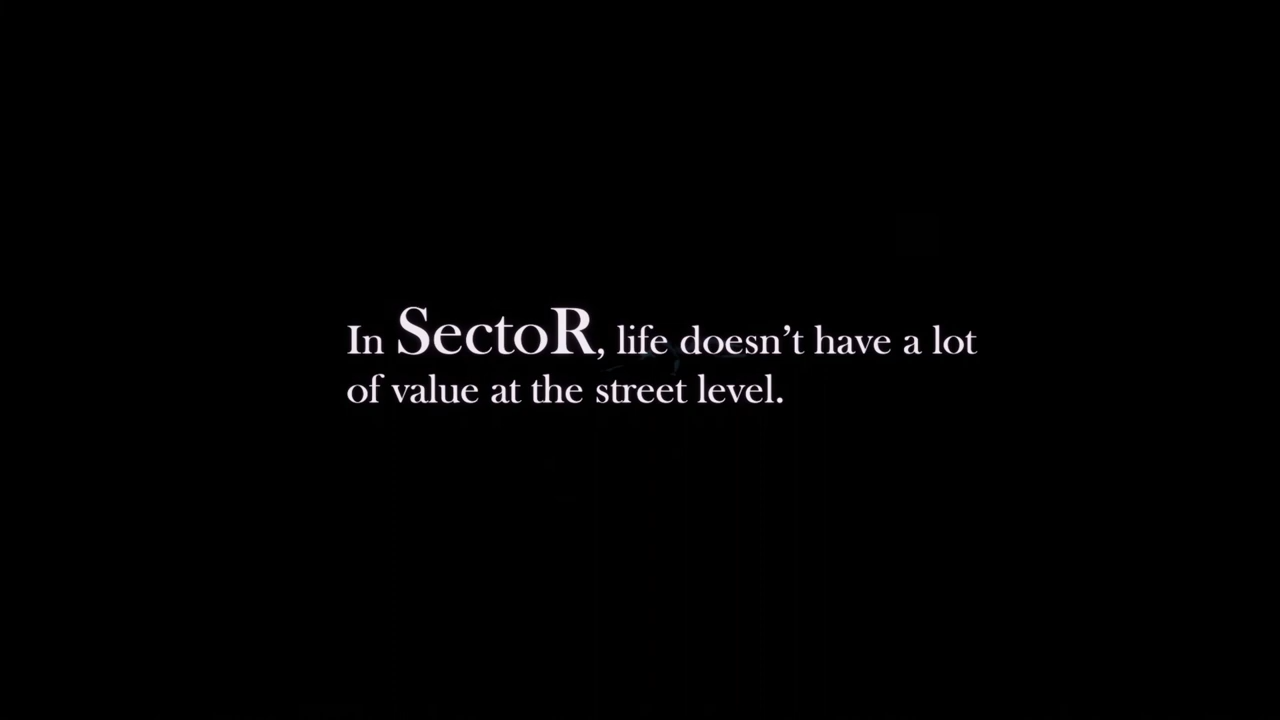 In SectoR, life doesn’t have a lot
of value at the street level.